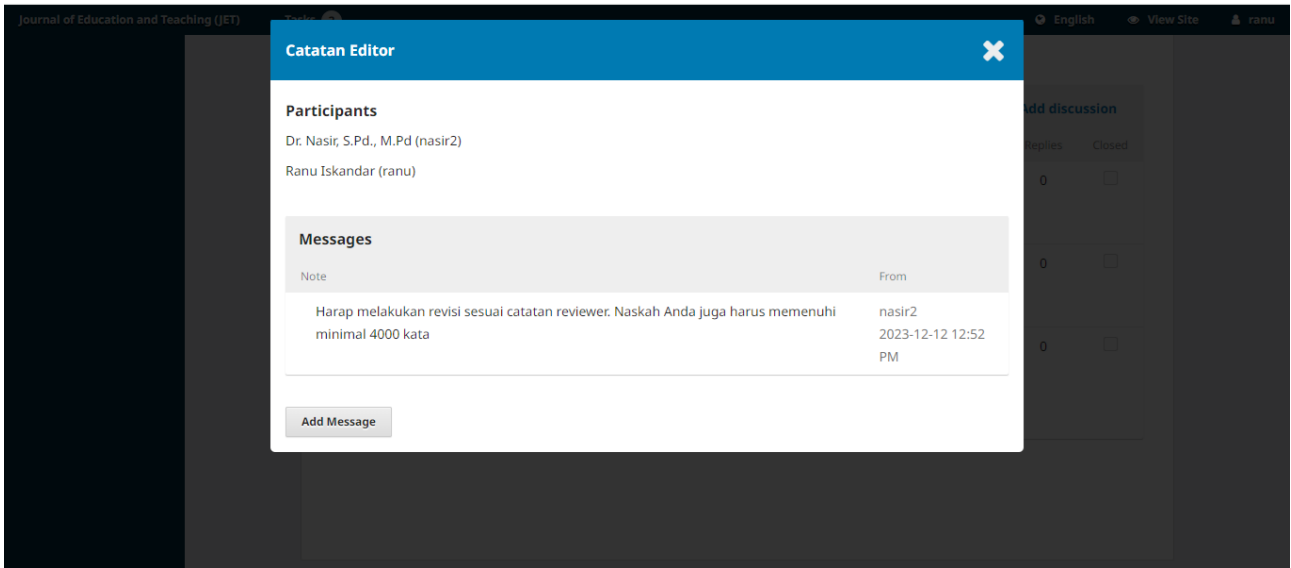 Journal of Education and Teaching (JET) Tasks English View Site ranu
Catatan Editor
Participants
Add discussion
Dr. Nasir, S.Pd., M.Pd (nasir2)
Replies Closed
Ranu Iskandar (ranu)
0
Messages
0
Note From
Harap melakukan revisi sesuai catatan reviewer. Naskah Anda juga harus memenuhi nasir2
minimal 4000 kata 2023-12-12 12:52
0
PM
Add Message